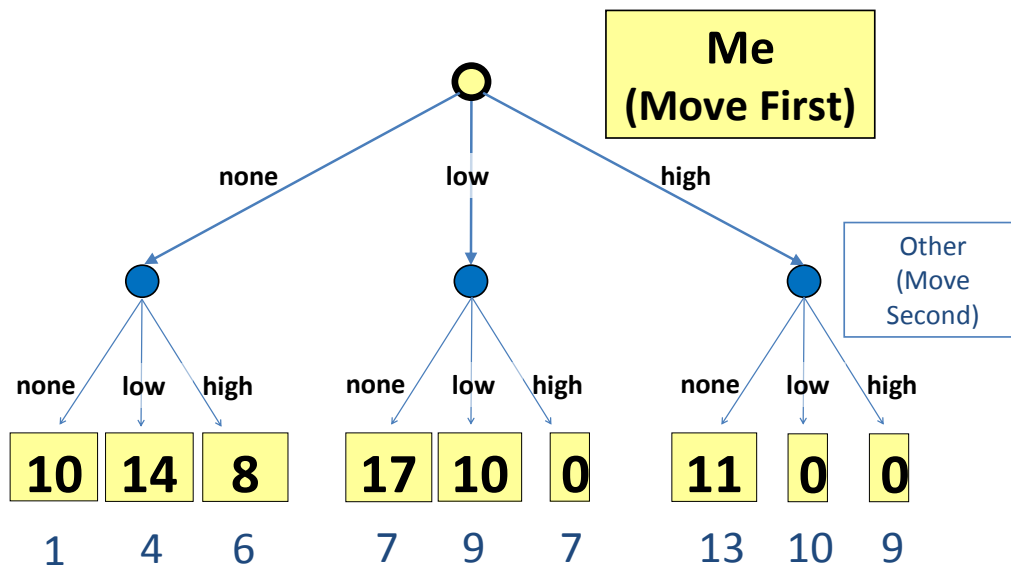 Me
(Move First)
none
low
high
Other
(Move
Second)
none low high
none low high
none low high
10 14 8
17 10 0
11 0 0
1 4 6
7 9 7
13 10 9